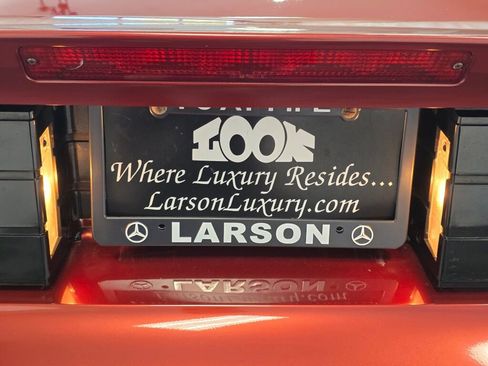 LOOK
Where Luxury Resides...
LarsonLuxury.com
LARSON